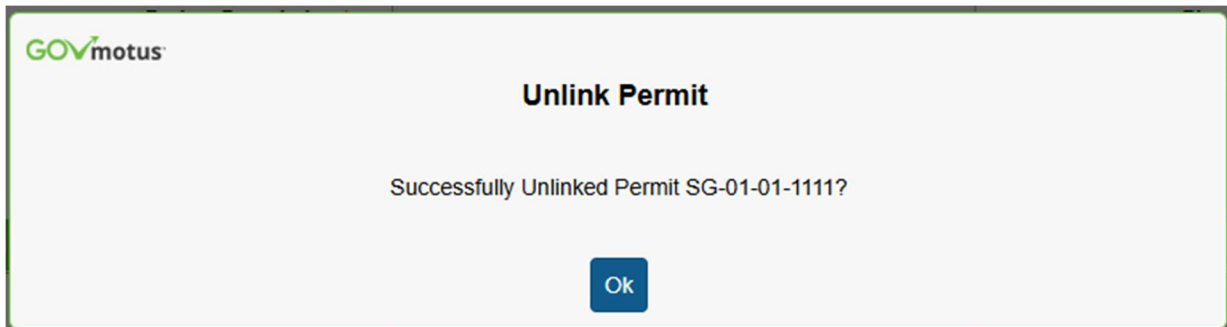 GOVmotus
Unlink Permit
Successfully Unlinked Permit SG-01-01-1111?
Ok